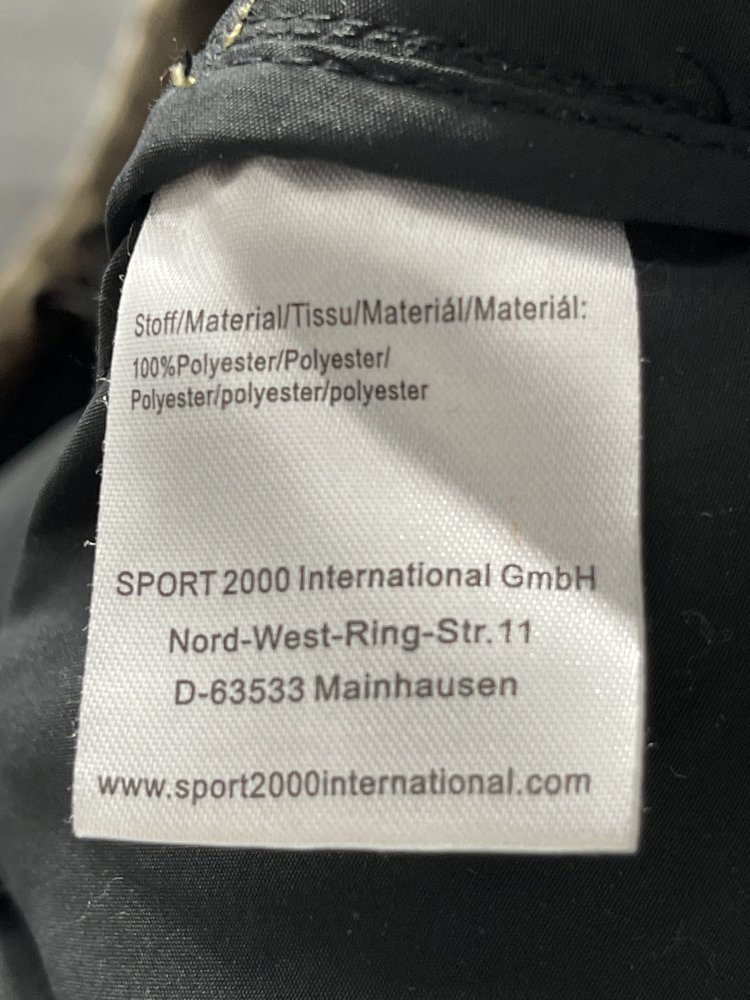 Stoff/Material/Tissu/Materiál/Materiál:
100%Polyester/Polyester/
Polyester/polyester/polyester
SPORT 2000 International GmbH
Nord-West-Ring-Str.11
D-63533 Mainhausen
www.sport2000international.com